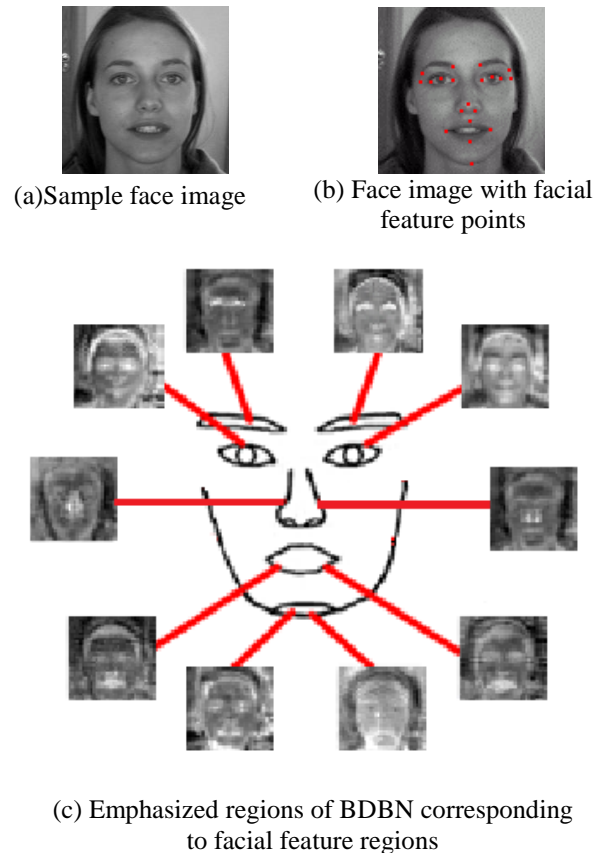 (a)Sample face image
(b) Face image with facial
feature points
(c) Emphasized regions of BDBN corresponding
to facial feature regions